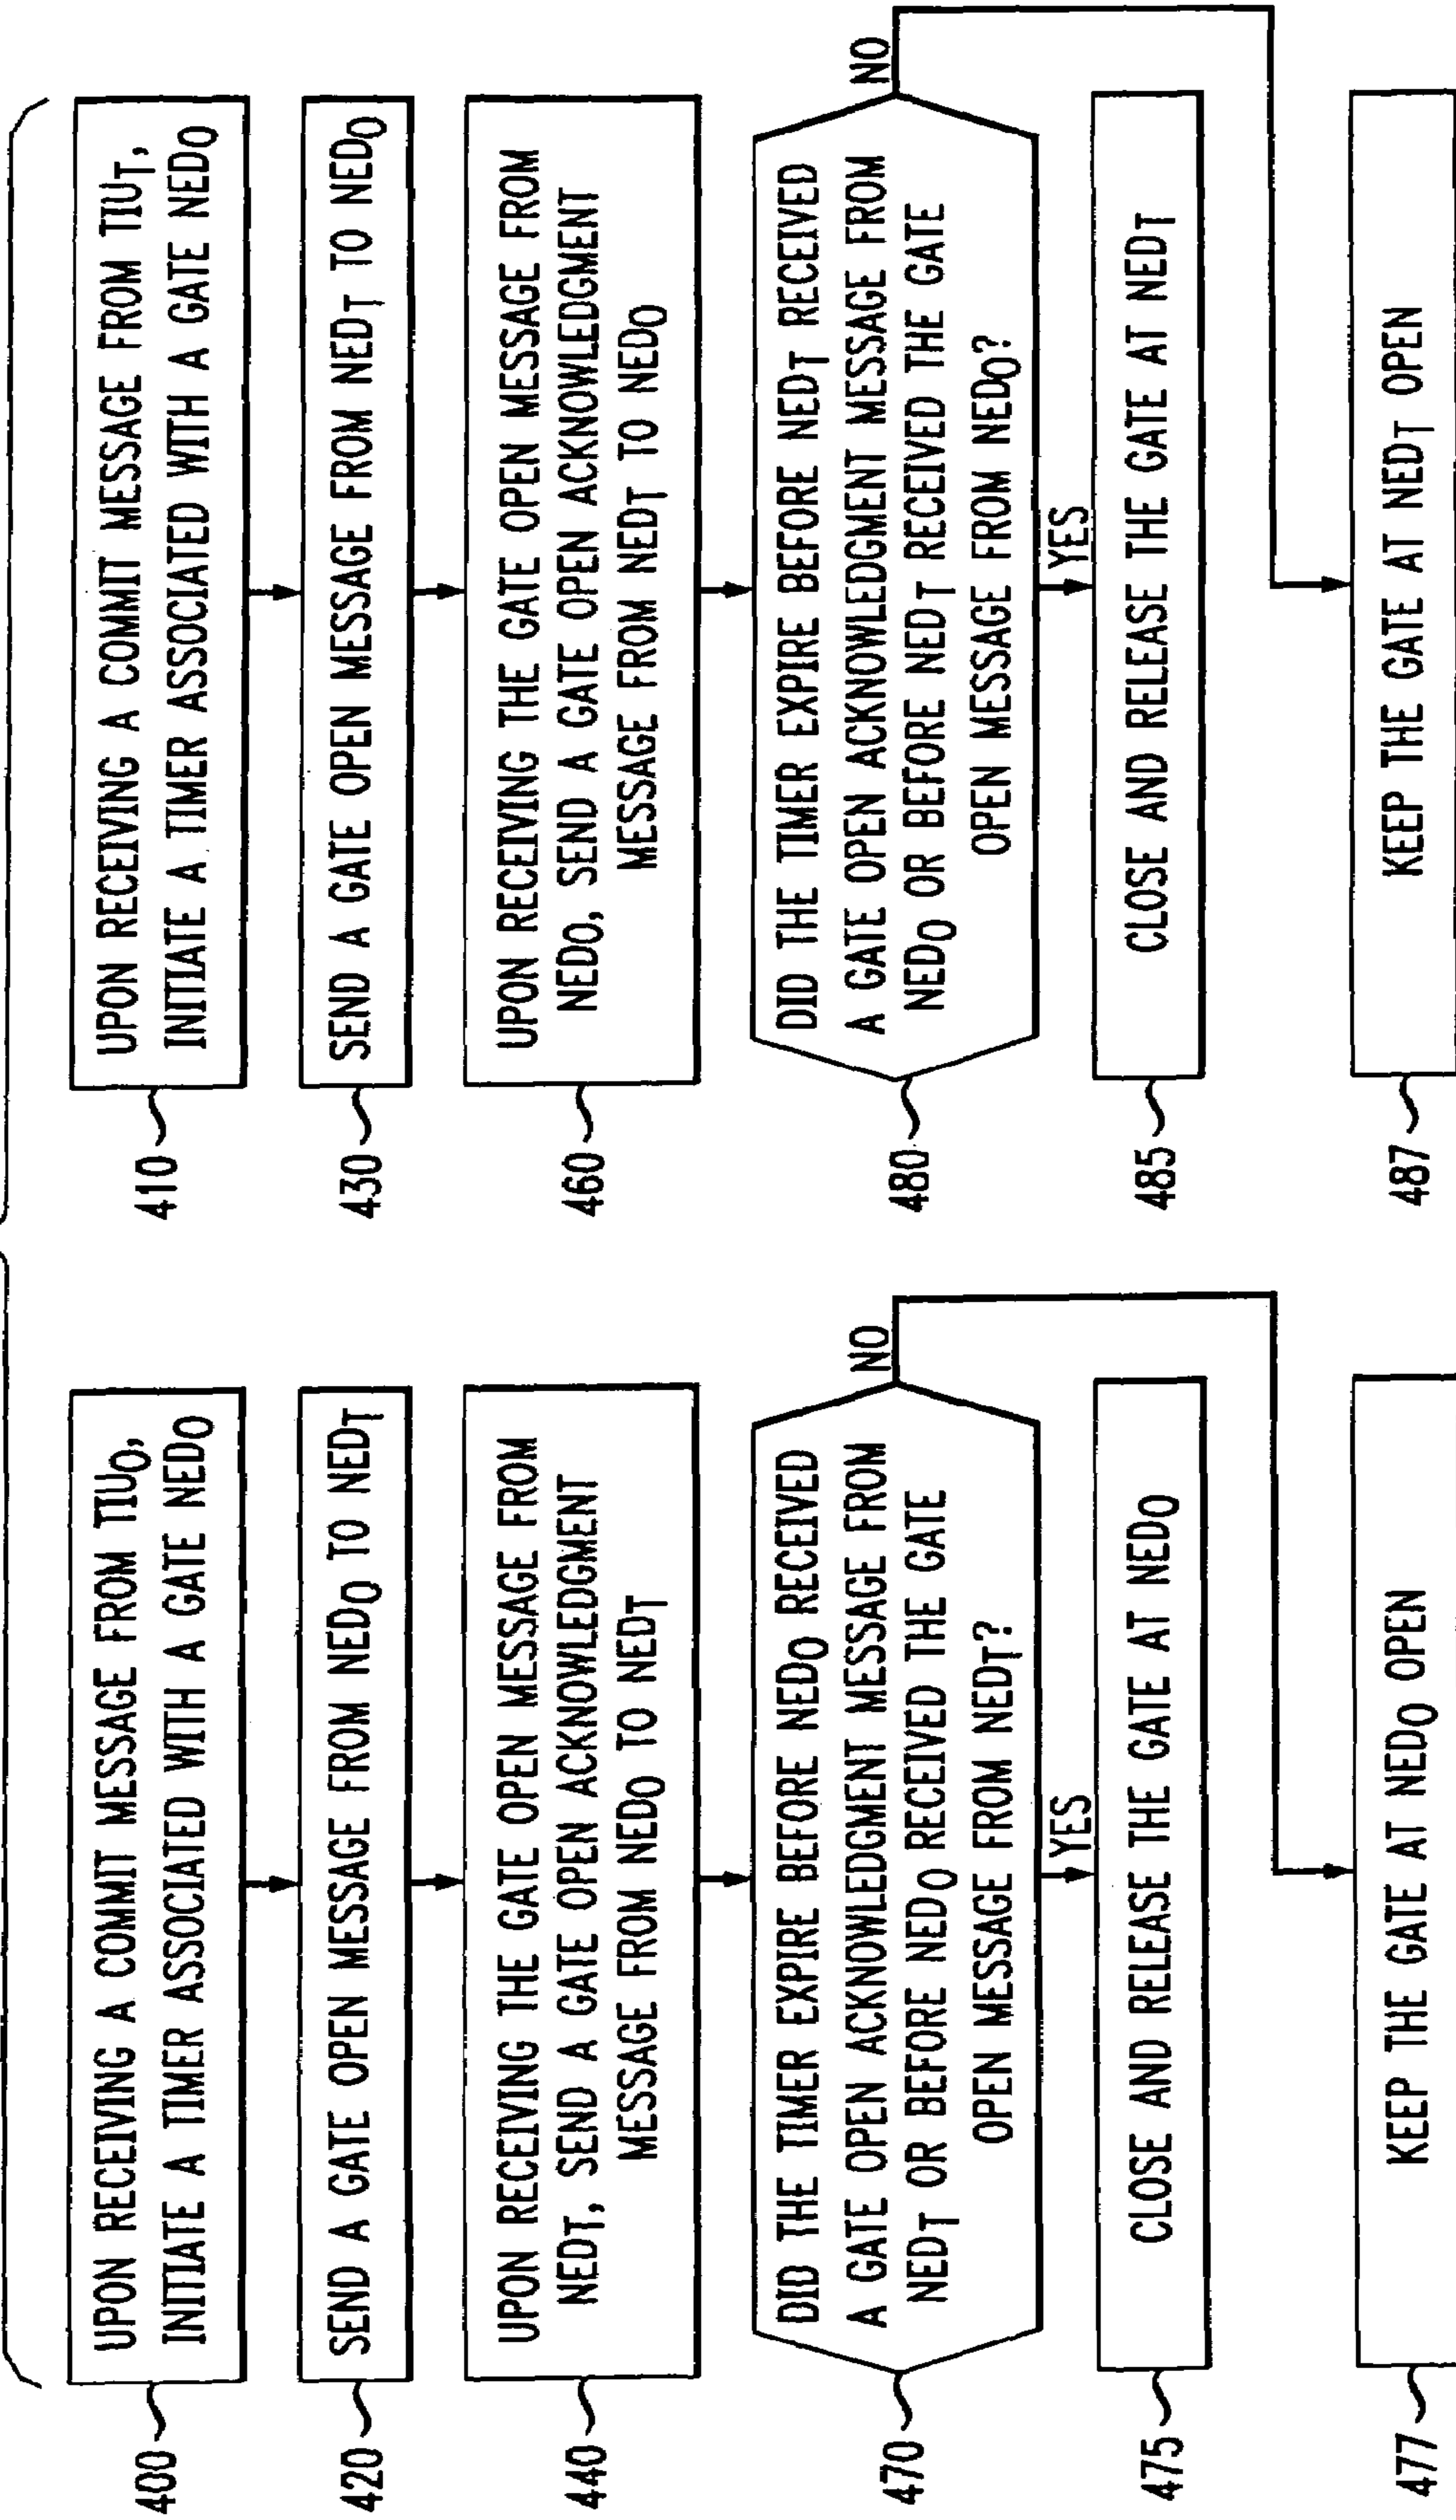 400
UPON RECEIVING A COMMIT MESSAGE FROM TIUO,
INITIATE A TIMER ASSOCIATED WITH A GATE NEDO
420
SEND A GATE OPEN MESSAGE FROM NEDO TO NEDT
440
UPON RECEIVING THE GATE OPEN MESSAGE FROM
NEDT, SEND A GATE OPEN ACKNOWLEDGMENT
MESSAGE FROM NEDO TO NEDT
470
DID THE TIMER EXPIRE BEFORE NEDO RECEIVED
A GATE OPEN ACKNOWLEDGMENT MESSAGE FROM
NEDT OR BEFORE NEDO RECEIVED THE GATE
OPEN MESSAGE FROM NEDT?
NO
YES
475
CLOSE AND RELEASE THE GATE AT NEDO
477
KEEP THE GATE AT NEDO OPEN
410
UPON RECEIVING A COMMIT MESSAGE FROM TIUT,
INITIATE A TIMER ASSOCIATED WITH A GATE NEDO
430
SEND A GATE OPEN MESSAGE FROM NEDT TO NEDO
460
UPON RECEIVING THE GATE OPEN MESSAGE FROM
NEDO, SEND A GATE OPEN ACKNOWLEDGMENT
MESSAGE FROM NEDT TO NEDO
480
DID THE TIMER EXPIRE BEFORE NEDT RECEIVED
A GATE OPEN ACKNOWLEDGMENT MESSAGE FROM
NEDO OR BEFORE NEDT RECEIVED THE GATE
OPEN MESSAGE FROM NEDO?
NO
YES
485
CLOSE AND RELEASE THE GATE AT NEDT
487
KEEP THE GATE AT NEDT OPEN